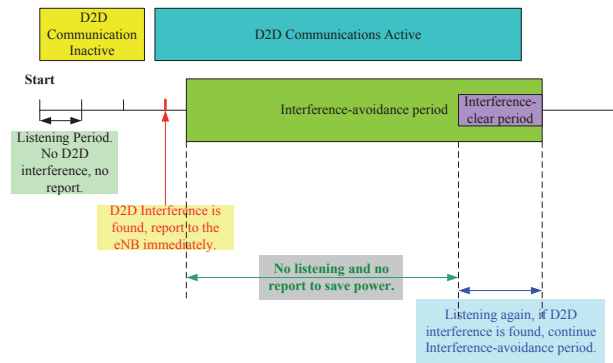 D2D
Communication
Inactive
D2D Communications Active
Start
Interference-avoidance period
Interference-
clear period
Listening Period.
No D2D
interference, no
report.
D2D Interference is
found, report to the
eNB immediately.
No listening and no
report to save power.
Listening again, if D2D
interference is found, continue
Interference-avoidance period.